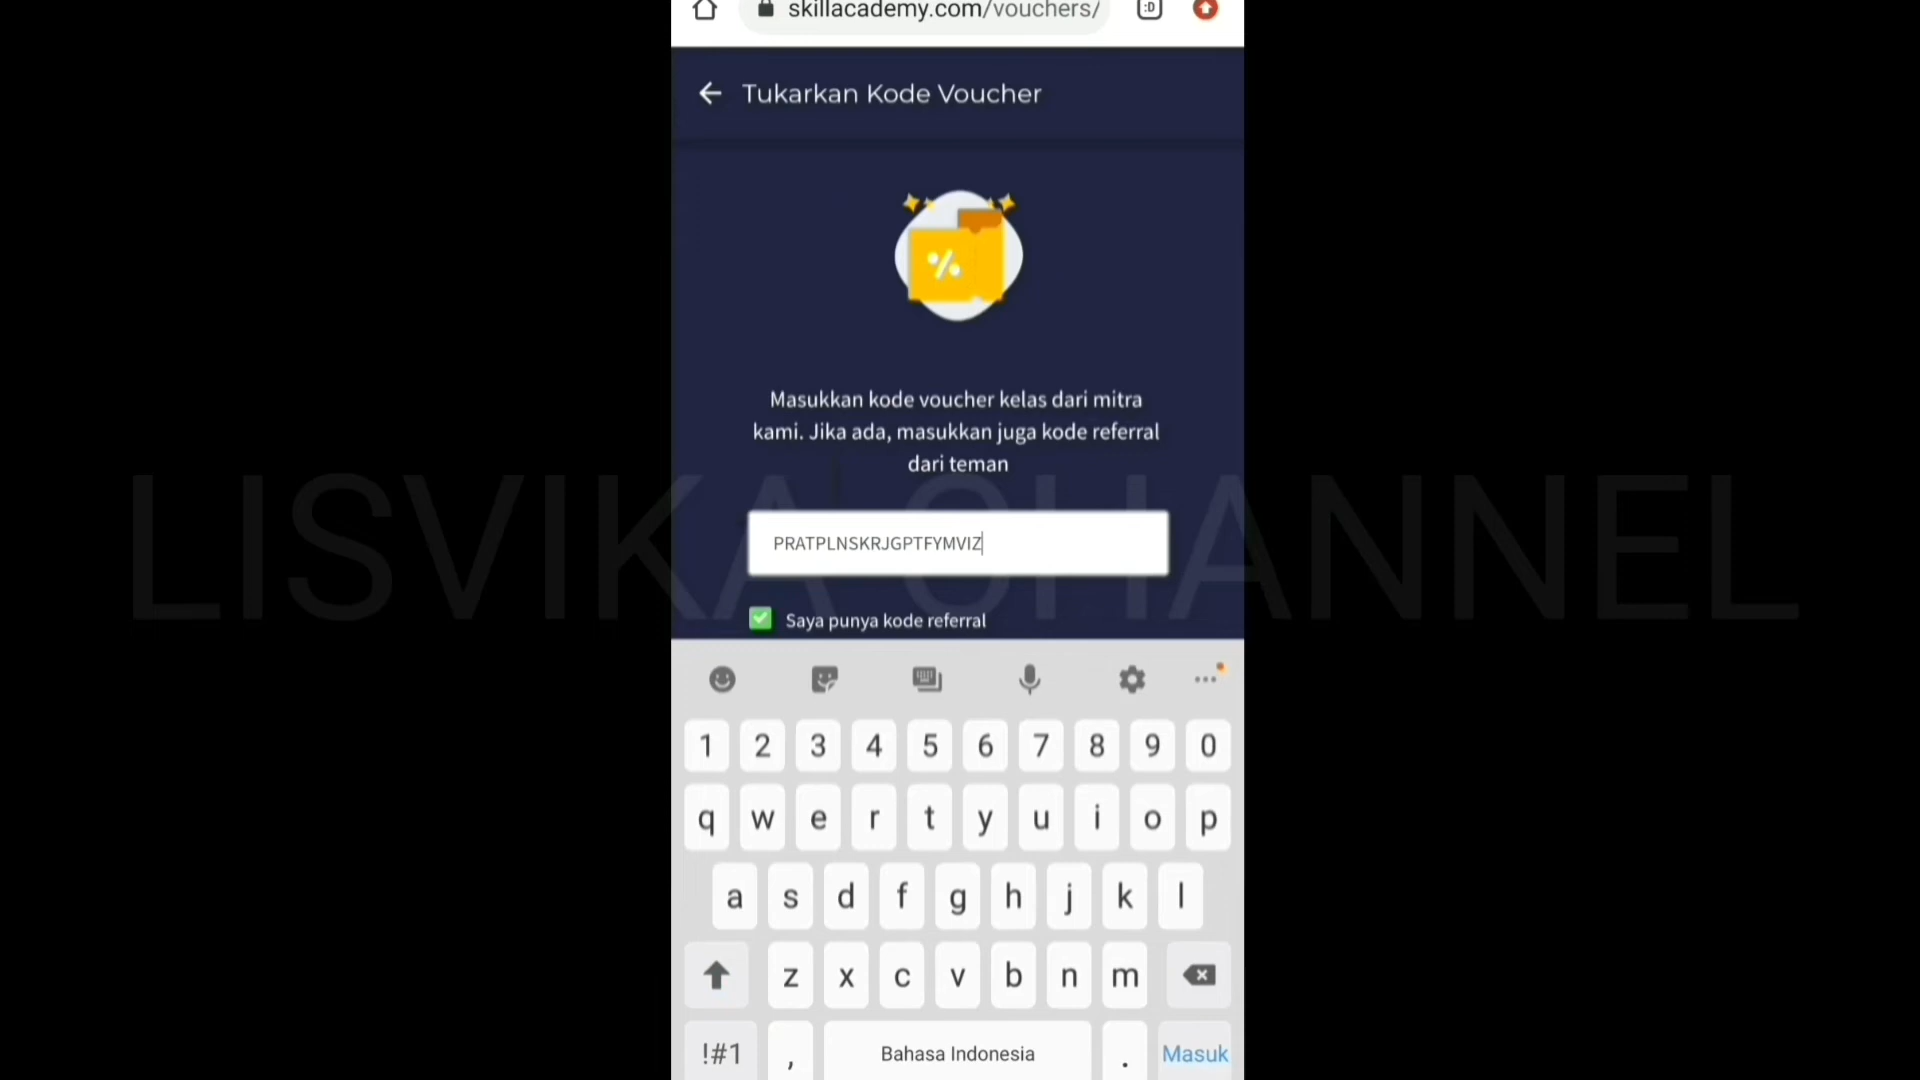 skillacademy.com/vouchers/
:D
Tukarkan Kode Voucher
%
Masukkan kode voucher kelas dari mitra
kami. Jika ada, masukkan juga kode referral
dari teman
LISVIKA CHANNEL
PRATPLNSKRJGPTFYMVIZ
Saya punya kode referral
1 2 3 4 5 6 7 8 9 0
q w e r t y u i o p
a s d f g h j k l
z x c v b n m
!#1 , Bahasa Indonesia . Masuk